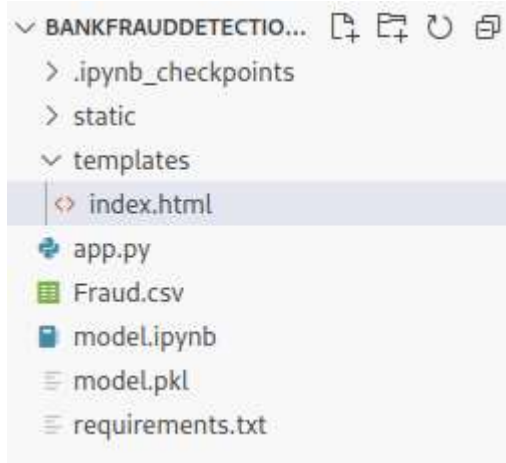 BANKFRAUDDETECTIO...
.ipynb_checkpoints
static
templates
index.html
app.py
Fraud.csv
model.ipynb
model.pkl
requirements.txt